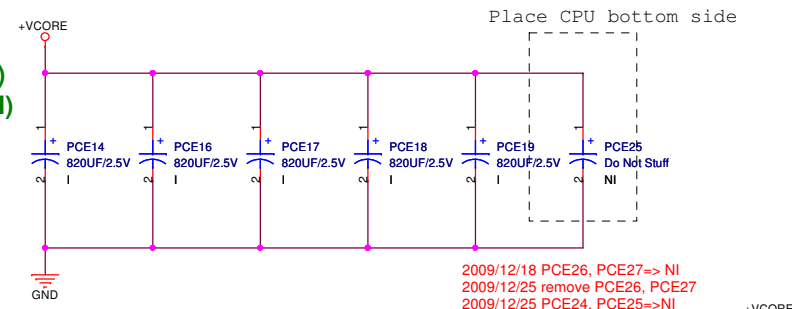 Place CPU bottom side
+VCORE
)
I)
1 1 1 1 1 1
+ + + + + +
PCE14 PCE16 PCE17 PCE18 PCE19 PCE25
820UF/2.5V 820UF/2.5V 820UF/2.5V 820UF/2.5V 820UF/2.5V Do Not Stuff
2 I 2 I 2 I 2 I 2 I 2 NI
GND
2009/12/18 PCE26, PCE27=> NI
2009/12/25 remove PCE26, PCE27
2009/12/25 PCE24, PCE25=>NI
+VCORE